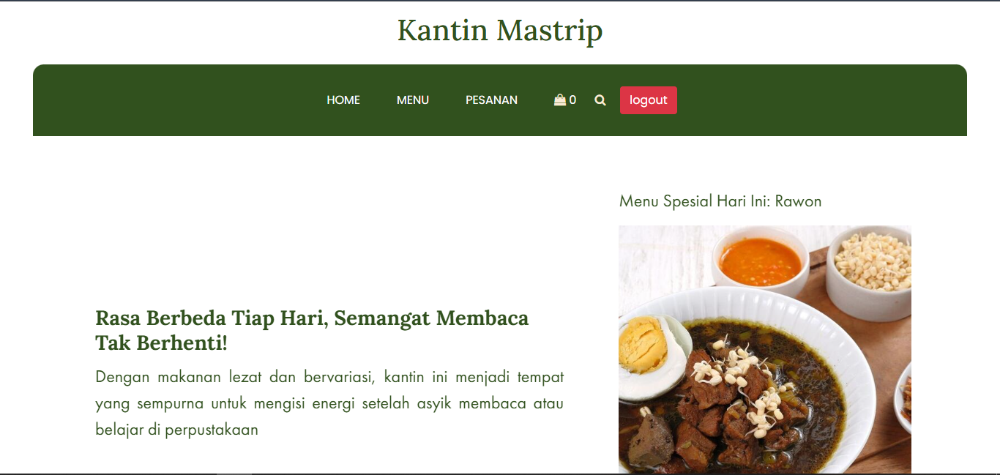 Kantin Mastrip
HOME MENU PESANAN 0 logout
Menu Spesial Hari Ini: Rawon
Rasa Berbeda Tiap Hari, Semangat Membaca
Tak Berhenti!
Dengan makanan lezat dan bervariasi, kantin ini menjadi tempat
yang sempurna untuk mengisi energi setelah asyik membaca atau
belajar di perpustakaan